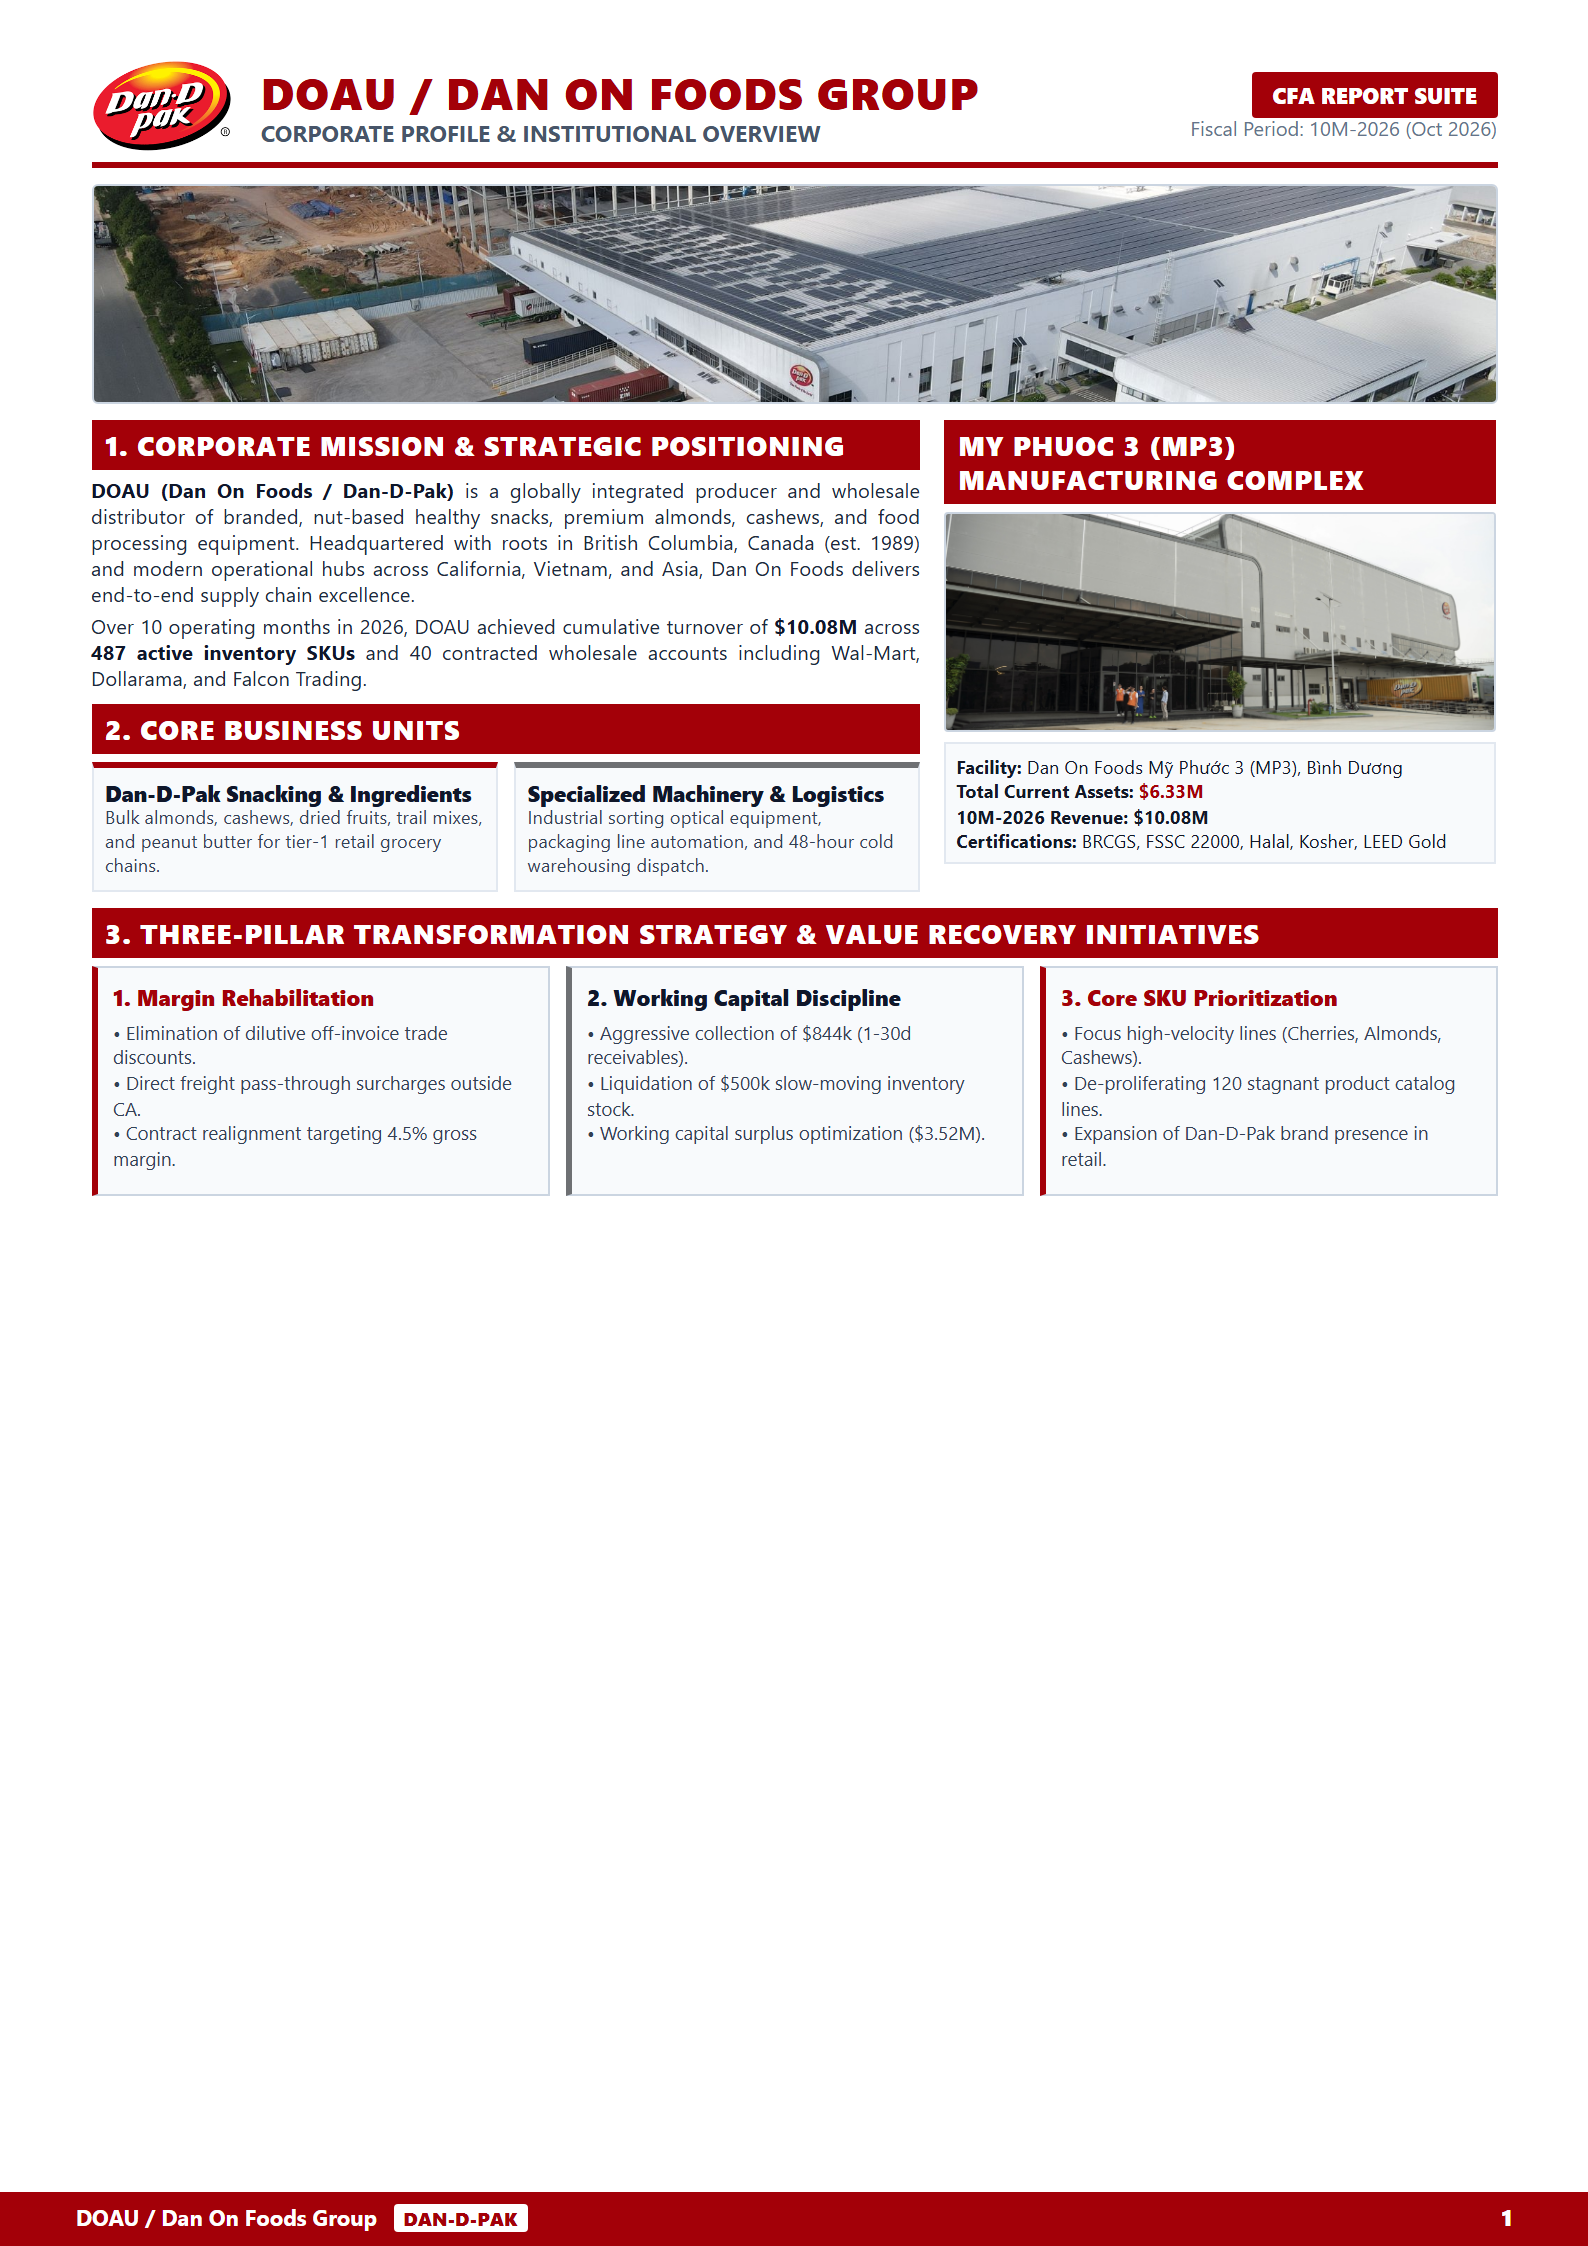 Dan·D
pak
®
DOAU / DAN ON FOODS GROUP
CORPORATE PROFILE & INSTITUTIONAL OVERVIEW
CFA REPORT SUITE
Fiscal Period: 10M-2026 (Oct 2026)
1. CORPORATE MISSION & STRATEGIC POSITIONING
DOAU (Dan On Foods / Dan-D-Pak) is a globally integrated producer and wholesale
distributor of branded, nut-based healthy snacks, premium almonds, cashews, and food
processing equipment. Headquartered with roots in British Columbia, Canada (est. 1989)
and modern operational hubs across California, Vietnam, and Asia, Dan On Foods delivers
end-to-end supply chain excellence.
Over 10 operating months in 2026, DOAU achieved cumulative turnover of $10.08M across
487 active inventory SKUs and 40 contracted wholesale accounts including Wal-Mart,
Dollarama, and Falcon Trading.
2. CORE BUSINESS UNITS
Dan-D-Pak Snacking & Ingredients
Bulk almonds, cashews, dried fruits, trail mixes,
and peanut butter for tier-1 retail grocery
chains.
Specialized Machinery & Logistics
Industrial sorting optical equipment,
packaging line automation, and 48-hour cold
warehousing dispatch.
MY PHUOC 3 (MP3)
MANUFACTURING COMPLEX
Facility: Dan On Foods Mỹ Phước 3 (MP3), Bình Dương
Total Current Assets: $6.33M
10M-2026 Revenue: $10.08M
Certifications: BRCGS, FSSC 22000, Halal, Kosher, LEED Gold
3. THREE-PILLAR TRANSFORMATION STRATEGY & VALUE RECOVERY INITIATIVES
1. Margin Rehabilitation
• Elimination of dilutive off-invoice trade
discounts.
• Direct freight pass-through surcharges outside
CA.
• Contract realignment targeting 4.5% gross
margin.
2. Working Capital Discipline
• Aggressive collection of $844k (1-30d
receivables).
• Liquidation of $500k slow-moving inventory
stock.
• Working capital surplus optimization ($3.52M).
3. Core SKU Prioritization
• Focus high-velocity lines (Cherries, Almonds,
Cashews).
• De-proliferating 120 stagnant product catalog
lines.
• Expansion of Dan-D-Pak brand presence in
retail.
DOAU / Dan On Foods Group
DAN-D-PAK
1